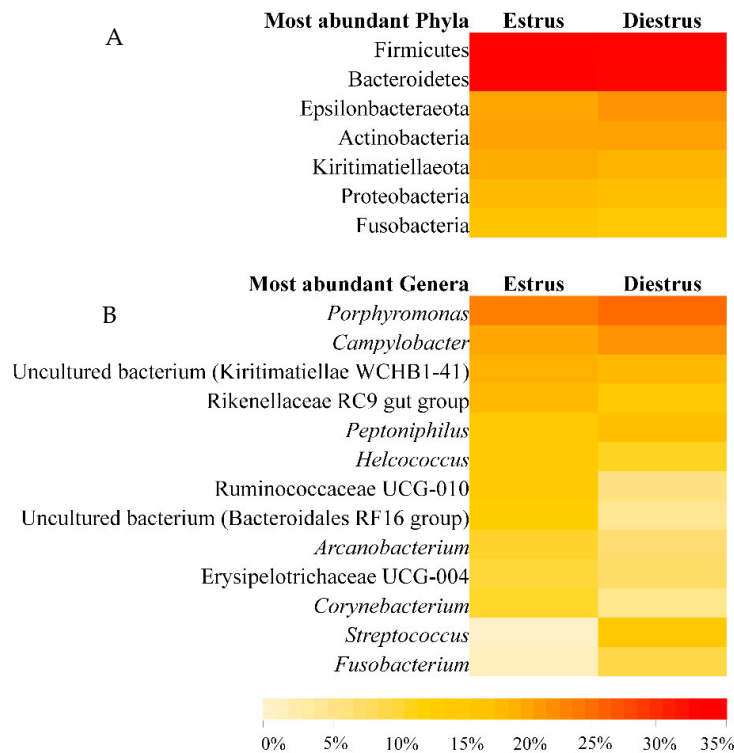 A
Most abundant Phyla Estrus Diestrus
Firmicutes
Bacteroidetes
Epsilonbacteraeota
Actinobacteria
Kiritimatiellaeota
Proteobacteria
Fusobacteria
B
Most abundant Genera Estrus Diestrus
Porphyromonas
Campylobacter
Uncultured bacterium (Kiritimatiellae WCHB1-41)
Rikenellaceae RC9 gut group
Peptoniphilus
Helcococcus
Ruminococcaceae UCG-010
Uncultured bacterium (Bacteroidales RF16 group)
Arcanobacterium
Erysipelotrichaceae UCG-004
Corynebacterium
Streptococcus
Fusobacterium
0% 5% 10% 15% 20% 25% 30% 35%